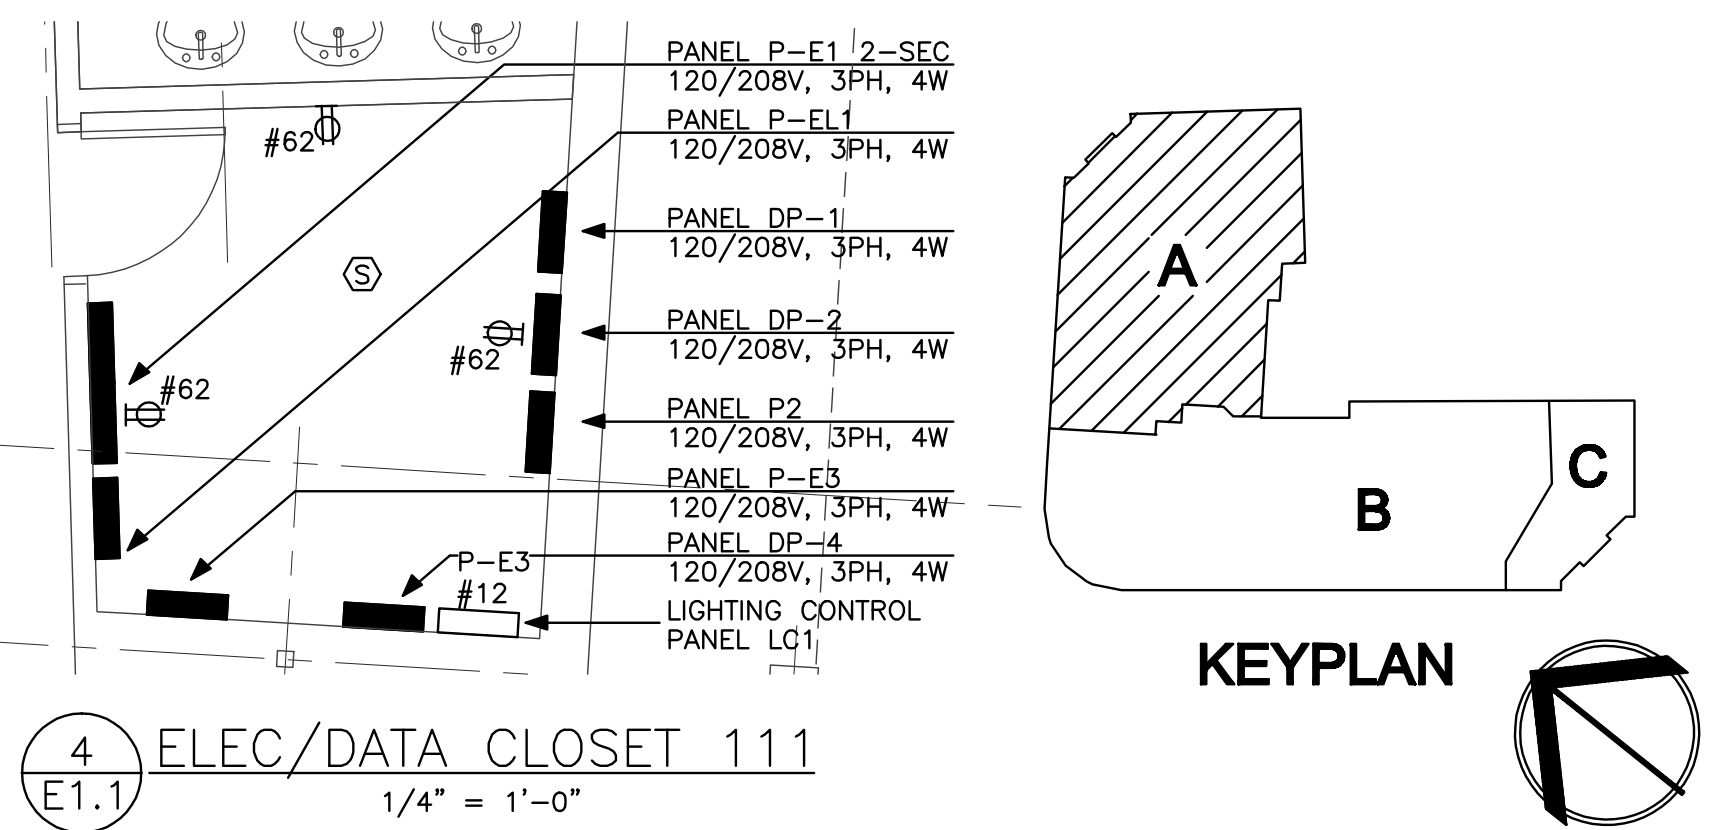 PANEL P-E1 2-SEC
120/208V, 3PH, 4W
PANEL P-EL1
120/208V, 3PH, 4W
#62
PANEL DP-1
120/208V, 3PH, 4W
S
PANEL DP-2
120/208V, 3PH, 4W
#62
#62
PANEL P2
120/208V, 3PH, 4W
PANEL P-E3
120/208V, 3PH, 4W
PANEL DP-4
120/208V, 3PH, 4W
P-E3
#12
LIGHTING CONTROL
PANEL LC1
4
E1.1
ELEC/DATA CLOSET 111
1/4" = 1'-0"
A
B
C
KEYPLAN